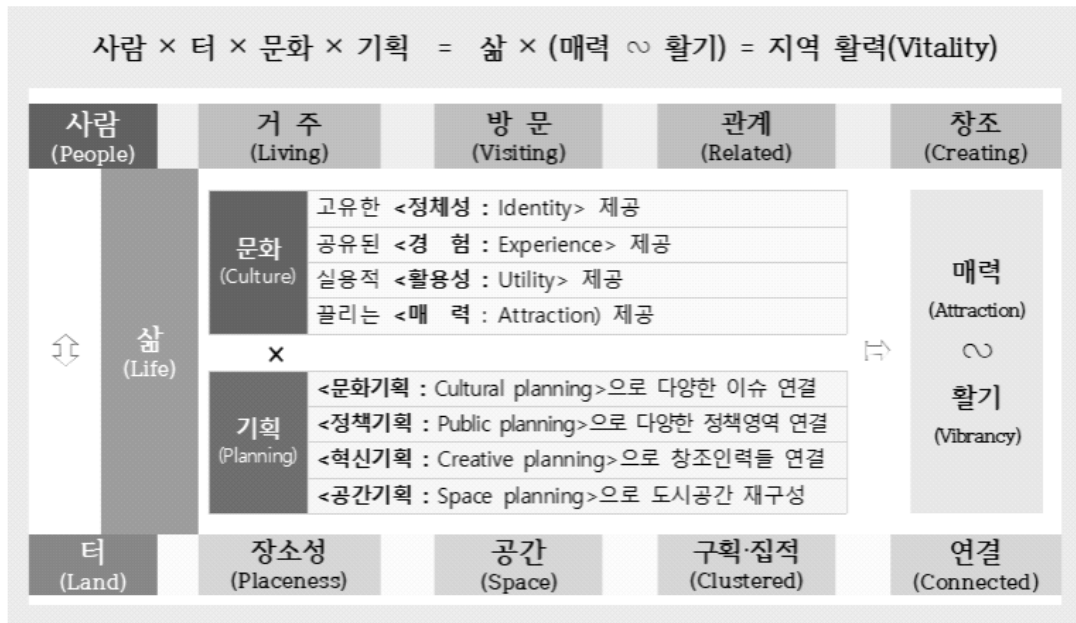 사람 × 터 × 문화 × 기획 = 삶 × (매력 ∽ 활기) = 지역 활력(Vitality)
사람 거 주 방 문 관계 창조
(People) (Living) (Visiting) (Related) (Creating)
고유한 <정체성 : Identity> 제공
공유된 <경 험 : Experience> 제공
실용적 <활용성 : Utility> 제공
끌리는 <매 력 : Attraction) 제공
문화
(Culture)
×
삶
(Life)
<문화기획 : Cultural planning>으로 다양한 이슈 연결
<정책기획 : Public planning>으로 다양한 정책영역 연결
<혁신기획 : Creative planning>으로 창조인력들 연결
<공간기획 : Space planning>으로 도시공간 재구성
기획
(Planning)
매력
(Attraction)
∽
활기
(Vibrancy)
터 장소성 공간 구획·집적 연결
(Land) (Placeness) (Space) (Clustered) (Connected)